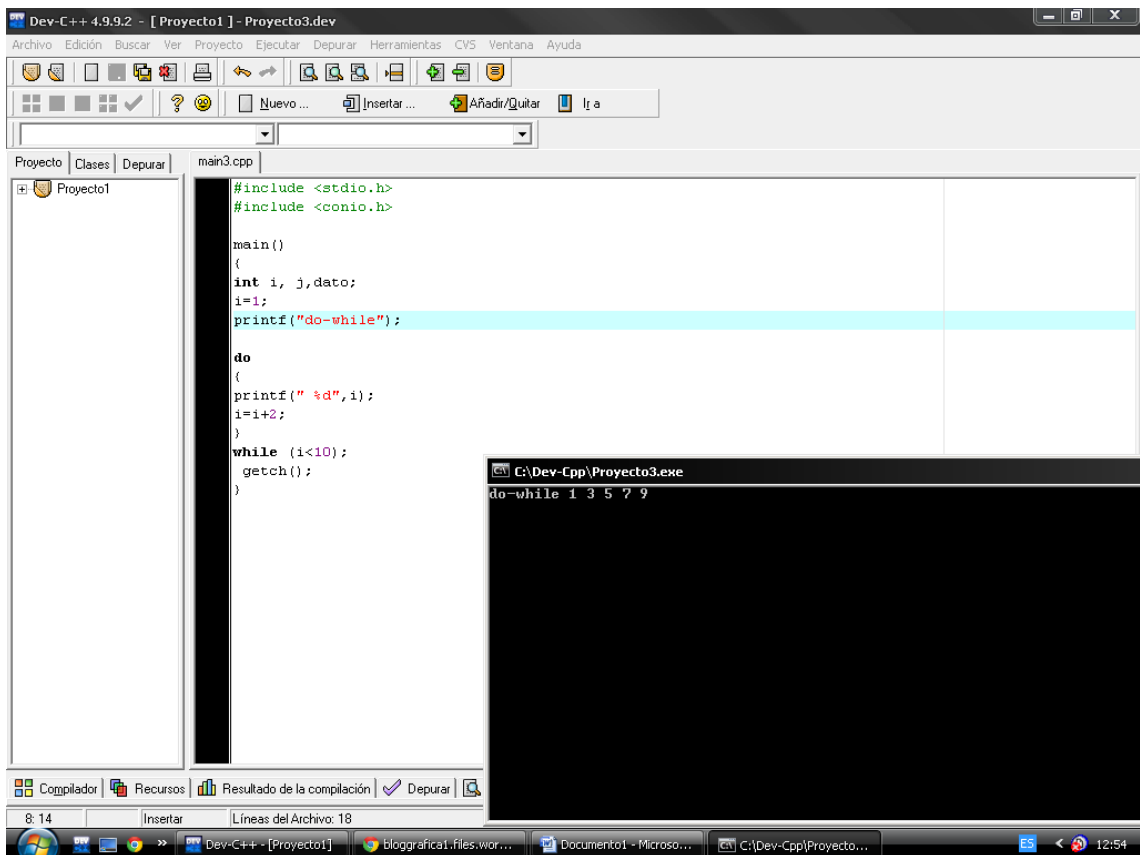 Dev-C++ 4.9.9.2 - [ Proyecto1 ] - Proyecto3.dev
Archivo Edición Buscar Ver Proyecto Ejecutar Depurar Herramientas CVS Ventana Ayuda
Nuevo ... Insertar ... Añadir/Quitar Ir a
Proyecto Clases Depurar main3.cpp
Proyecto1
#include <stdio.h>
#include <conio.h>
main()
{
int i, j,dato;
i=1;
printf("do-while");
do
{
printf(" %d",i);
i=i+2;
}
while (i<10);
getch();
}
C:\Dev-Cpp\Proyecto3.exe
do-while 1 3 5 7 9
Compilador Recursos Resultado de la compilación Depurar
8: 14 Insertar Líneas del Archivo: 18
Dev-C++ - [Proyecto1] bloggrafica1.files.wor... Documento1 - Microso... C:\Dev-Cpp\Proyecto... ES 12:54